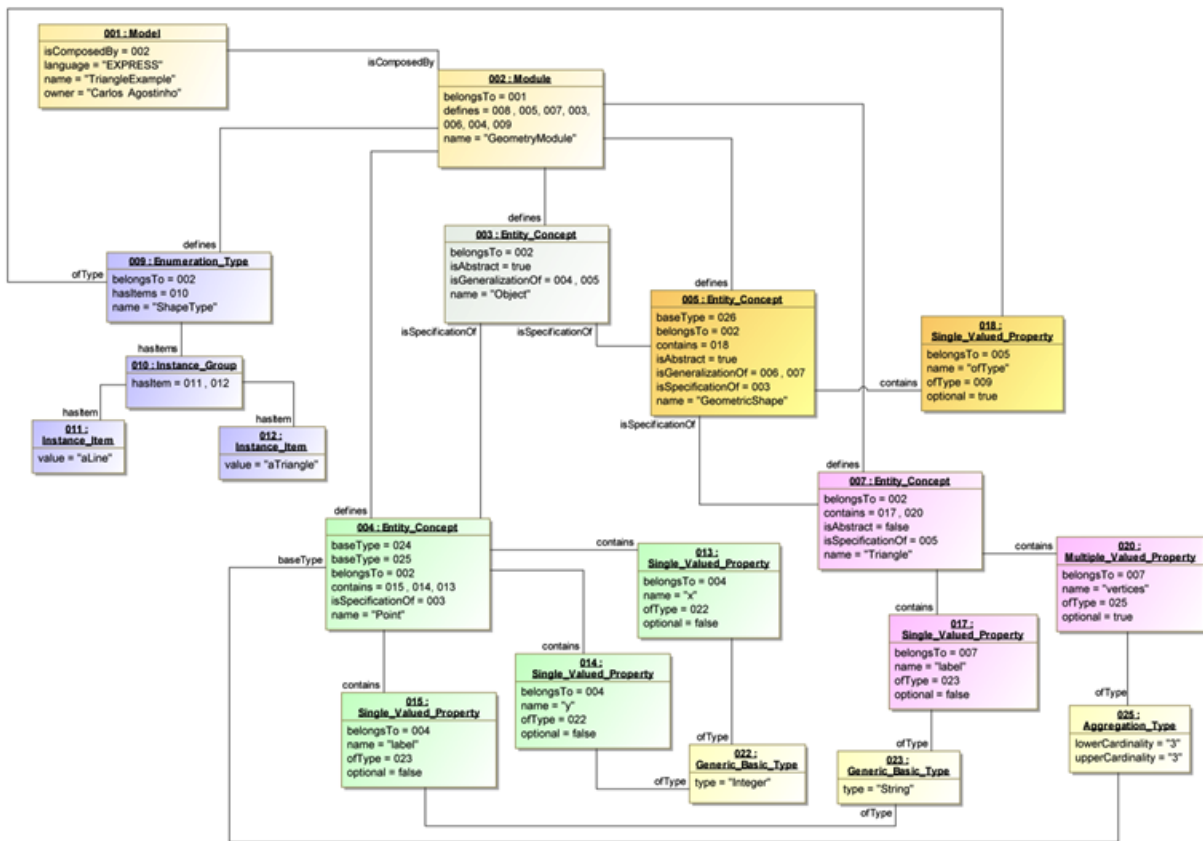 001 : Model
isComposedBy = 002
language = "EXPRESS"
name = "TriangleExample"
owner = "Carlos Agostinho"
isComposedBy
002 : Module
belongsTo = 001
defines = 008 , 005, 007, 003,
006, 004, 009
name = "GeometryModule"
defines
ofType
009 : Enumeration_Type
belongsTo = 002
hasItems = 010
name = "ShapeType"
hasItems
010 : Instance_Group
hasItem = 011 , 012
hasItem
hasItem
011 :
Instance_Item
value = "aLine"
012 :
Instance_Item
value = "aTriangle"
defines
003 : Entity_Concept
belongsTo = 002
isAbstract = true
isGeneralizationOf = 004 , 005
name = "Object"
isSpecificationOf
isSpecificationOf
defines
005 : Entity_Concept
baseType = 026
belongsTo = 002
contains = 018
isAbstract = true
isGeneralizationOf = 006 , 007
isSpecificationOf = 003
name = "GeometricShape"
isSpecificationOf
contains
018 :
Single_Valued_Property
belongsTo = 005
name = "ofType"
ofType = 009
optional = true
defines
007 : Entity_Concept
belongsTo = 002
contains = 017 , 020
isAbstract = false
isSpecificationOf = 005
name = "Triangle"
contains
020 :
Multiple_Valued_Property
belongsTo = 007
name = "vertices"
ofType = 025
optional = true
defines
baseType
004 : Entity_Concept
baseType = 024
baseType = 025
belongsTo = 002
contains = 015 , 014, 013
isSpecificationOf = 003
name = "Point"
contains
013 :
Single_Valued_Property
belongsTo = 004
name = "x"
ofType = 022
optional = false
contains
017 :
Single_Valued_Property
belongsTo = 007
name = "label"
ofType = 023
optional = false
contains
014 :
Single_Valued_Property
belongsTo = 004
name = "y"
ofType = 022
optional = false
contains
015 :
Single_Valued_Property
belongsTo = 004
name = "label"
ofType = 023
optional = false
ofType
ofType
022 :
Generic_Basic_Type
type = "Integer"
ofType
023 :
Generic_Basic_Type
type = "String"
ofType
ofType
025 :
Aggregation_Type
lowerCardinality = "3"
upperCardinality = "3"